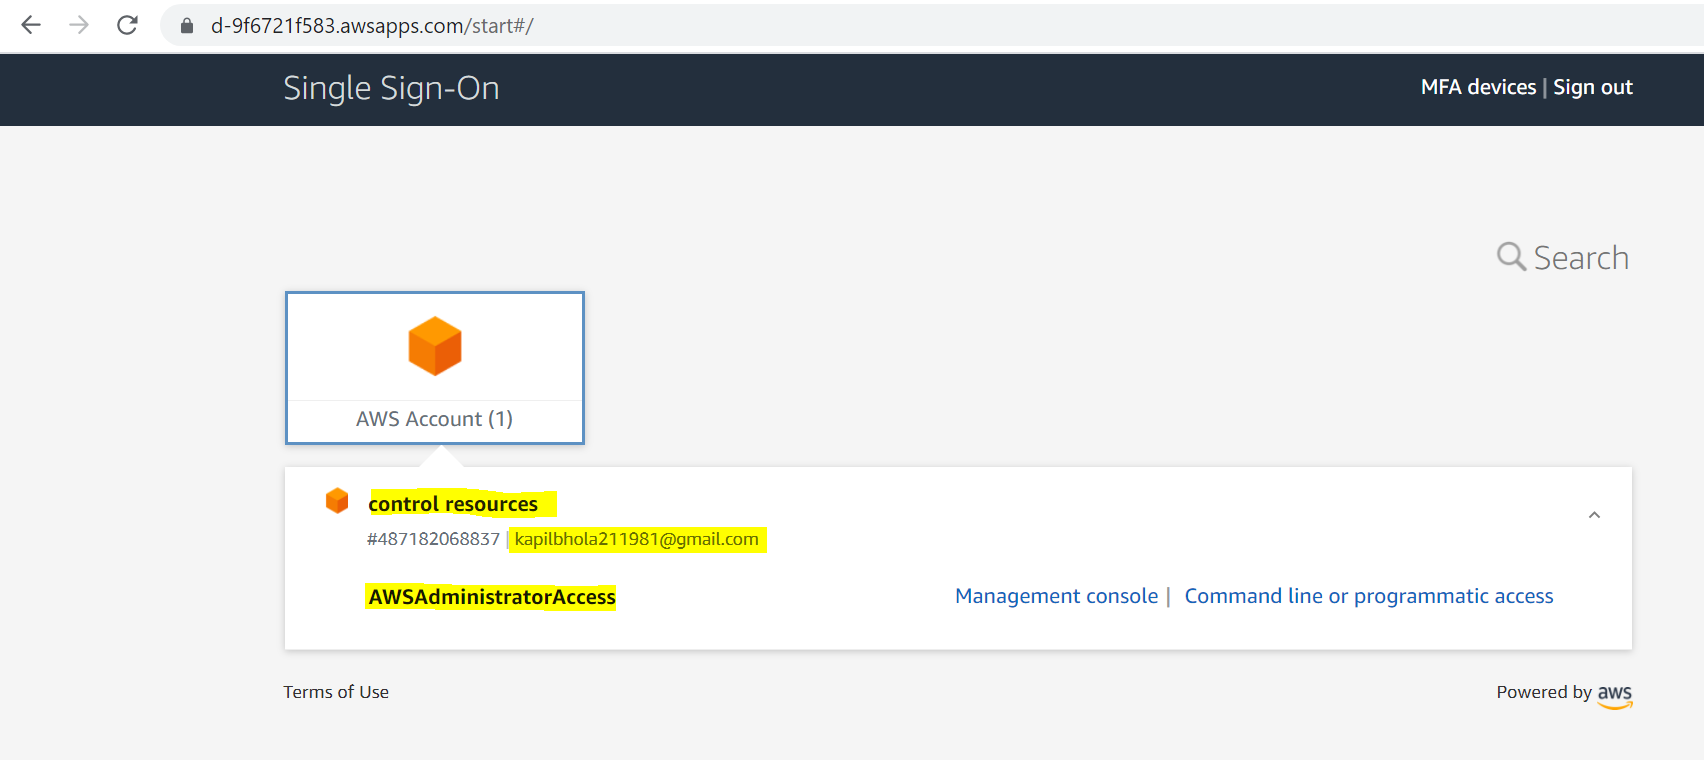 d-9f6721f583.awsapps.com/start#/
Single Sign-On
MFA devices | Sign out
Search
AWS Account (1)
control resources
#487182068837 | kapilbhola211981@gmail.com
AWSAdministratorAccess
Management console | Command line or programmatic access
Terms of Use
Powered by aws